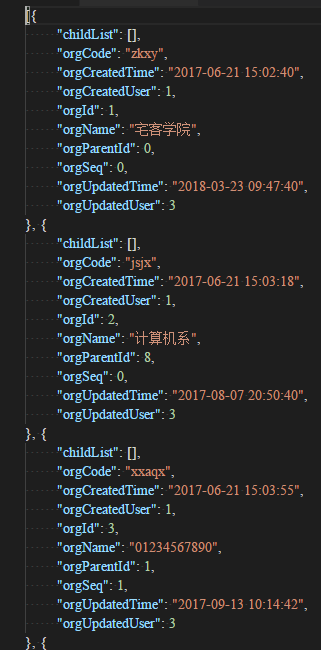 [{
"childList": [],
"orgCode": "zkxy",
"orgCreatedTime": "2017-06-21 15:02:40",
"orgCreatedUser": 1,
"orgId": 1,
"orgName": "宅客学院",
"orgParentId": 0,
"orgSeq": 0,
"orgUpdatedTime": "2018-03-23 09:47:40",
"orgUpdatedUser": 3
}, {
"childList": [],
"orgCode": "jsjx",
"orgCreatedTime": "2017-06-21 15:03:18",
"orgCreatedUser": 1,
"orgId": 2,
"orgName": "计算机系",
"orgParentId": 8,
"orgSeq": 0,
"orgUpdatedTime": "2017-08-07 20:50:40",
"orgUpdatedUser": 3
}, {
"childList": [],
"orgCode": "xxaqx",
"orgCreatedTime": "2017-06-21 15:03:55",
"orgCreatedUser": 1,
"orgId": 3,
"orgName": "01234567890",
"orgParentId": 1,
"orgSeq": 1,
"orgUpdatedTime": "2017-09-13 10:14:42",
"orgUpdatedUser": 3
}, {